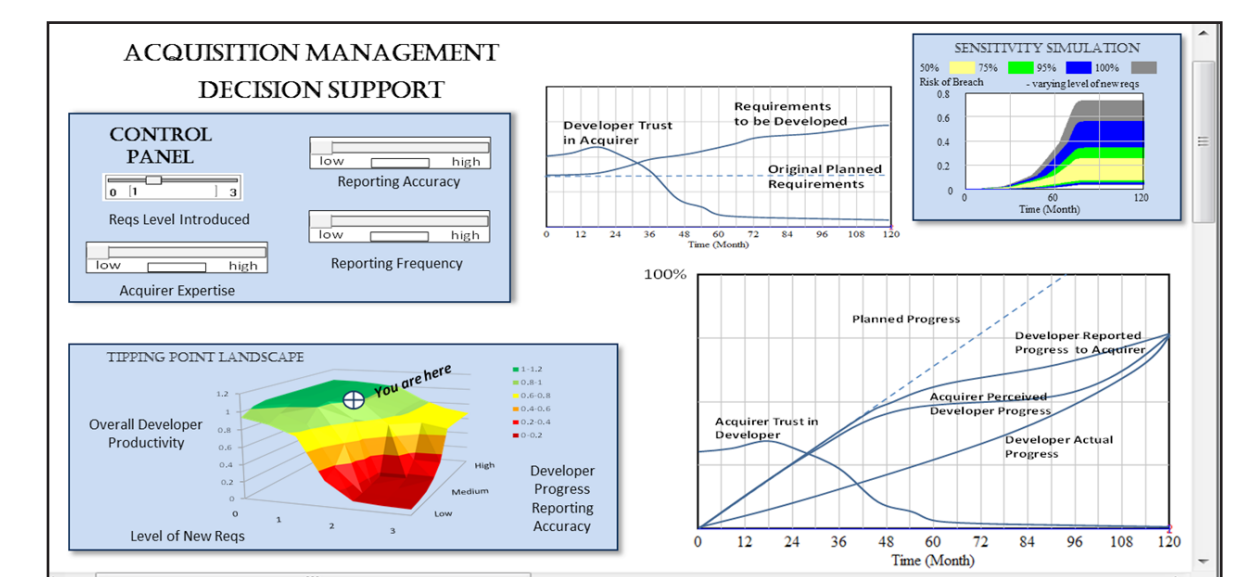 ACQUISITION MANAGEMENT
DECISION SUPPORT
CONTROL
PANEL
0 [1 ] 3
Reqs Level Introduced
low high
Acquirer Expertise
low high
Reporting Accuracy
low high
Reporting Frequency
Developer Trust
in Acquirer
Requirements
to be Developed
Original Planned
Requirements
0 12 24 36 48 60 72 84 96 108 120
Time (Month)
SENSITIVITY SIMULATION
50% 75% 95% 100%
Risk of Breach - varying level of new reqs
0.8
0.6
0.4
0.2
0
0 60 120
Time (Month)
TIPPING POINT LANDSCAPE
You are here
Overall Developer
Productivity
1.2
1
0.8
0.6
0.4
0.2
0
0 1 2 3
Level of New Reqs
High
Medium
Low
1-1.2
0.8-1
0.6-0.8
0.4-0.6
0.2-0.4
0-0.2
Developer
Progress
Reporting
Accuracy
100%
Planned Progress
Developer Reported
Progress to Acquirer
Acquirer Perceived
Developer Progress
Acquirer Trust in
Developer
Developer Actual
Progress
0 12 24 36 48 60 72 84 96 108 120
Time (Month)